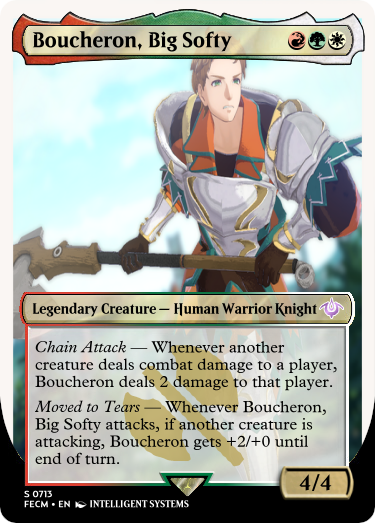 Boucheron, Big Softy
Legendary Creature — Human Warrior Knight
Chain Attack — Whenever another
creature deals combat damage to a player,
Boucheron deals 2 damage to that player.
Moved to Tears — Whenever Boucheron,
Big Softy attacks, if another creature is
attacking, Boucheron gets +2/+0 until
end of turn.
4/4
S 0713
FECM • EN INTELLIGENT SYSTEMS